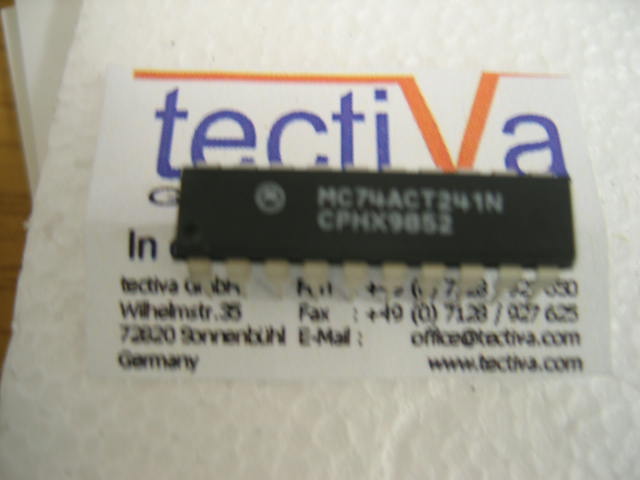 tectiVa
MC74ACT241N
CPHX9852
In
tectiva GmbH
Wilhelmstr.35 Fax : +49 (0) 7128 / 927 625
72820 Sonnenbühl E-Mail : office@tectiva.com
Germany www.tectiva.com